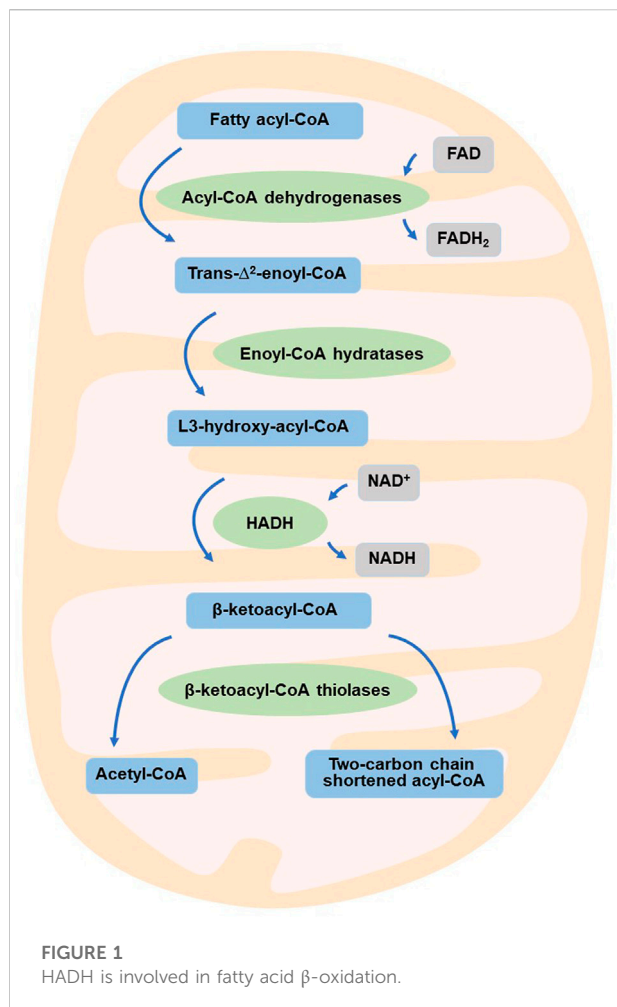 Fatty acyl-CoA
FAD
Acyl-CoA dehydrogenases
FADH₂
Trans-Δ²-enoyl-CoA
Enoyl-CoA hydratases
L3-hydroxy-acyl-CoA
NAD⁺
HADH
NADH
β-ketoacyl-CoA
β-ketoacyl-CoA thiolases
Acetyl-CoA
Two-carbon chain
shortened acyl-CoA
FIGURE 1
HADH is involved in fatty acid β-oxidation.